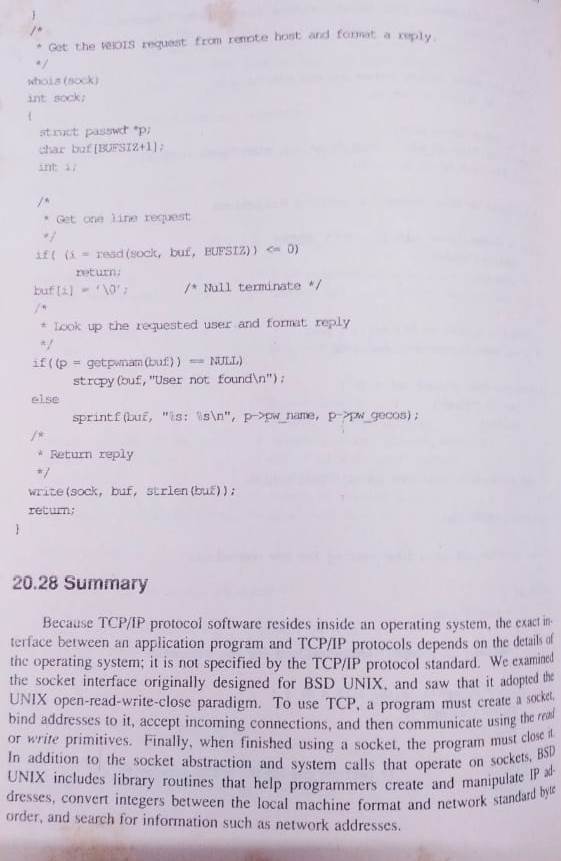 }
/*
 * Get the WHOIS request from remote host and format a reply.
 */
whois(sock)
int sock;
{
  struct passwd *p;
  char buf[BUFSIZ+1];
  int i;

  /*
   * Get one line request
   */
  if( (i = read(sock, buf, BUFSIZ)) <= 0)
        return;
  buf[i] = '\0';        /* Null terminate */
  /*
   * Look up the requested user and format reply
   */
  if((p = getpwnam(buf)) == NULL)
        strcpy(buf,"User not found\n");
  else
        sprintf(buf, "%s: %s\n", p->pw_name, p->pw_gecos);
  /*
   * Return reply
   */
  write(sock, buf, strlen(buf));
  return;
}
20.28 Summary
Because TCP/IP protocol software resides inside an operating system, the exact in-
terface between an application program and TCP/IP protocols depends on the details of
the operating system; it is not specified by the TCP/IP protocol standard. We examined
the socket interface originally designed for BSD UNIX, and saw that it adopted the
UNIX open-read-write-close paradigm. To use TCP, a program must create a socket,
bind addresses to it, accept incoming connections, and then communicate using the read
or write primitives. Finally, when finished using a socket, the program must close it.
In addition to the socket abstraction and system calls that operate on sockets, BSD
UNIX includes library routines that help programmers create and manipulate IP ad-
dresses, convert integers between the local machine format and network standard byte
order, and search for information such as network addresses.